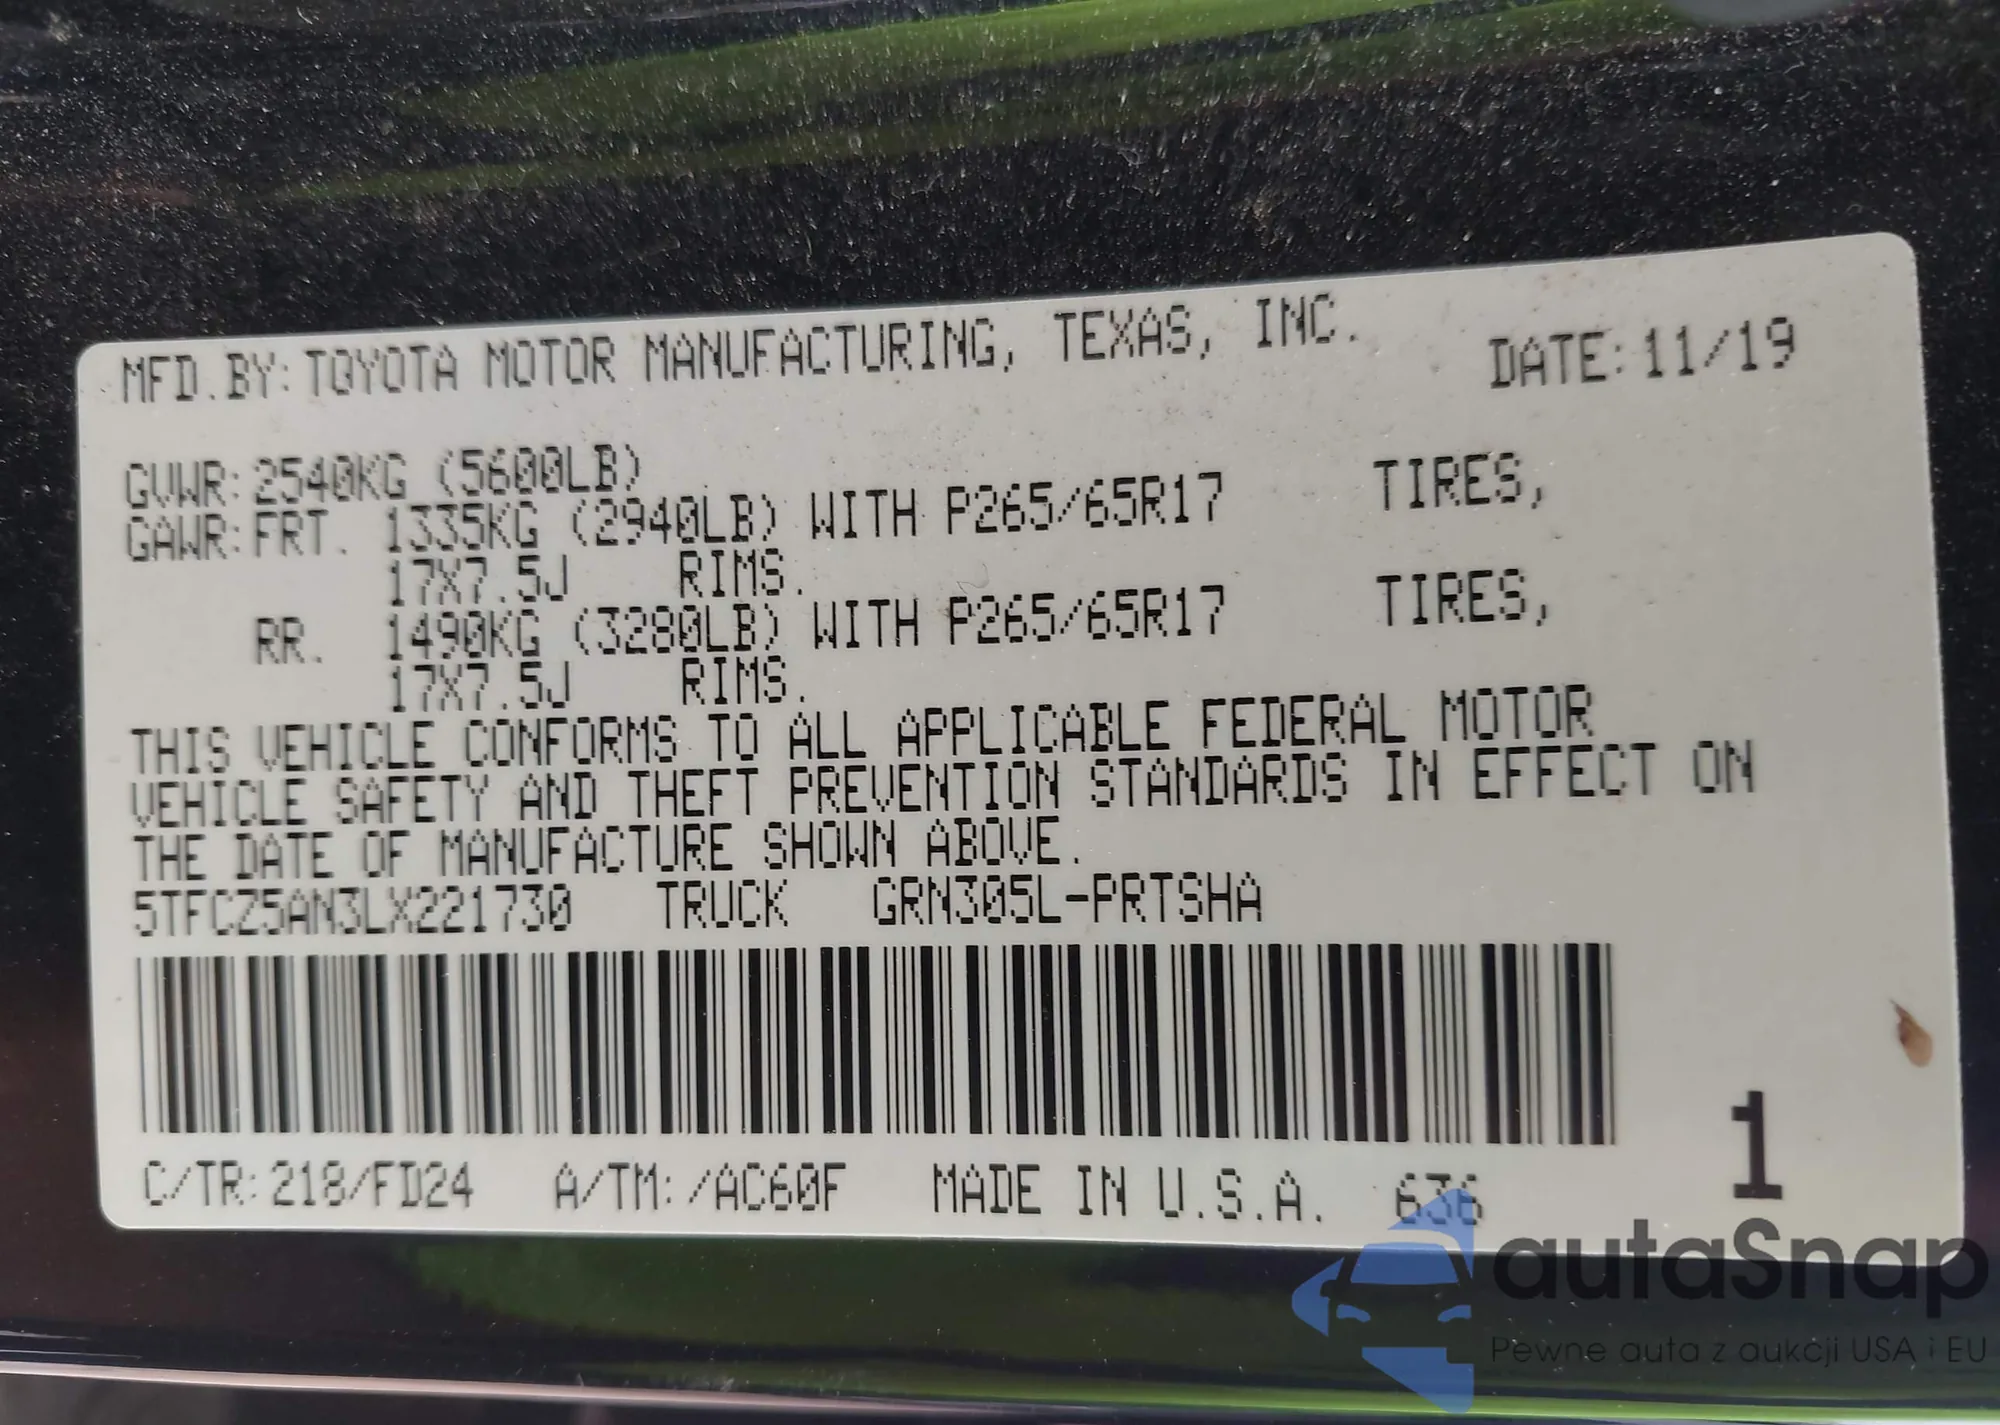 MFD.BY:TOYOTA MOTOR MANUFACTURING, TEXAS, INC. DATE:11/19
GVWR:2540KG (5600LB)
GAWR:FRT. 1335KG (2940LB) WITH P265/65R17 TIRES,
17X7.5J RIMS.
RR. 1490KG (3280LB) WITH P265/65R17 TIRES,
17X7.5J RIMS.
THIS VEHICLE CONFORMS TO ALL APPLICABLE FEDERAL MOTOR
VEHICLE SAFETY AND THEFT PREVENTION STANDARDS IN EFFECT ON
THE DATE OF MANUFACTURE SHOWN ABOVE.
5TFCZ5AN3LX221730 TRUCK GRN305L-PRTSHA
1
C/TR:218/FD24 A/TM:/AC60F MADE IN U.S.A. 636
autaSnap
Pewne auta z aukcji USA i EU